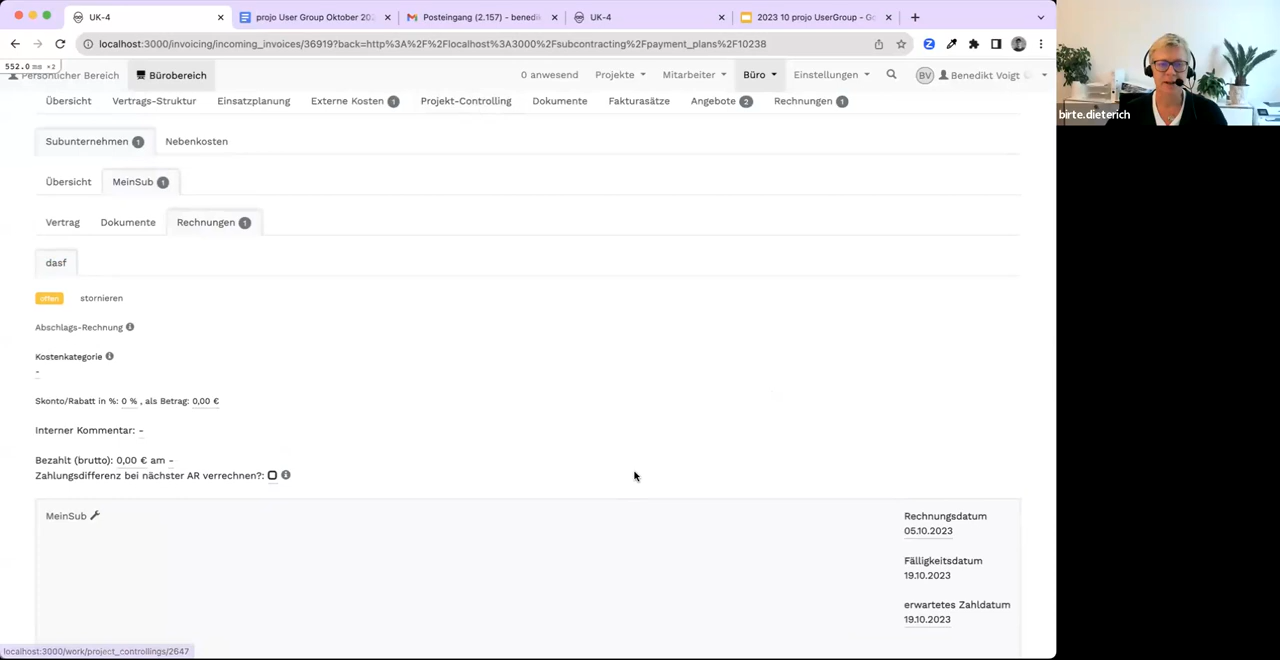 UK-4
projo User Group Oktober 202
Posteingang (2.157) - benedik
UK-4
2023 10 projo UserGroup - Go
localhost:3000/invoicing/incoming_invoices/36919?back=http%3A%2F%2Flocalhost%3A3000%2Fsubcontracting%2Fpayment_plans%2F10238
552.0 ms ×2
Persönlicher Bereich Bürobereich 0 anwesend Projekte Mitarbeiter Büro Einstellungen BV Benedikt Voigt
birte.dieterich
Übersicht Vertrags-Struktur Einsatzplanung Externe Kosten 1 Projekt-Controlling Dokumente Fakturasätze Angebote 2 Rechnungen 1
Subunternehmen 1 Nebenkosten
Übersicht MeinSub 1
Vertrag Dokumente Rechnungen 1
dasf
offen stornieren
Abschlags-Rechnung
Kostenkategorie
-
Skonto/Rabatt in %: 0 % , als Betrag: 0,00 €
Interner Kommentar: -
Bezahlt (brutto): 0,00 € am -
Zahlungsdifferenz bei nächster AR verrechnen?:
MeinSub
Rechnungsdatum
05.10.2023
Fälligkeitsdatum
19.10.2023
erwartetes Zahldatum
19.10.2023
localhost:3000/work/project_controllings/2647